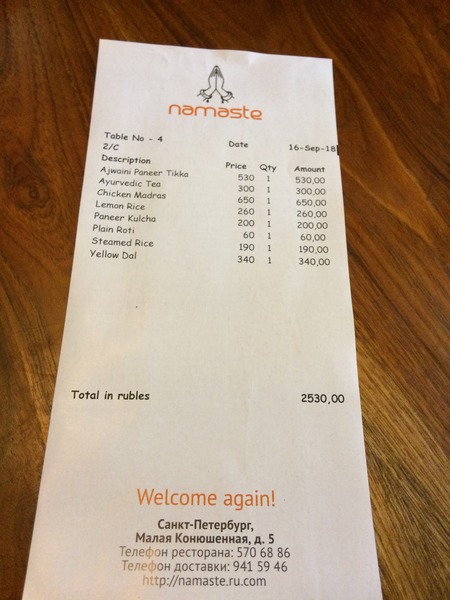 namaste
Table No - 4 Date 16-Sep-18
2/C
Description Price Qty Amount
Ajwaini Paneer Tikka 530 1 530,00
Ayurvedic Tea 300 1 300,00
Chicken Madras 650 1 650,00
Lemon Rice 260 1 260,00
Paneer Kulcha 200 1 200,00
Plain Roti 60 1 60,00
Steamed Rice 190 1 190,00
Yellow Dal 340 1 340,00
Total in rubles 2530,00
Welcome again!
Санкт-Петербург,
Малая Конюшенная, д. 5
Телефон ресторана: 570 68 86
Телефон доставки: 941 59 46
http://namaste.ru.com